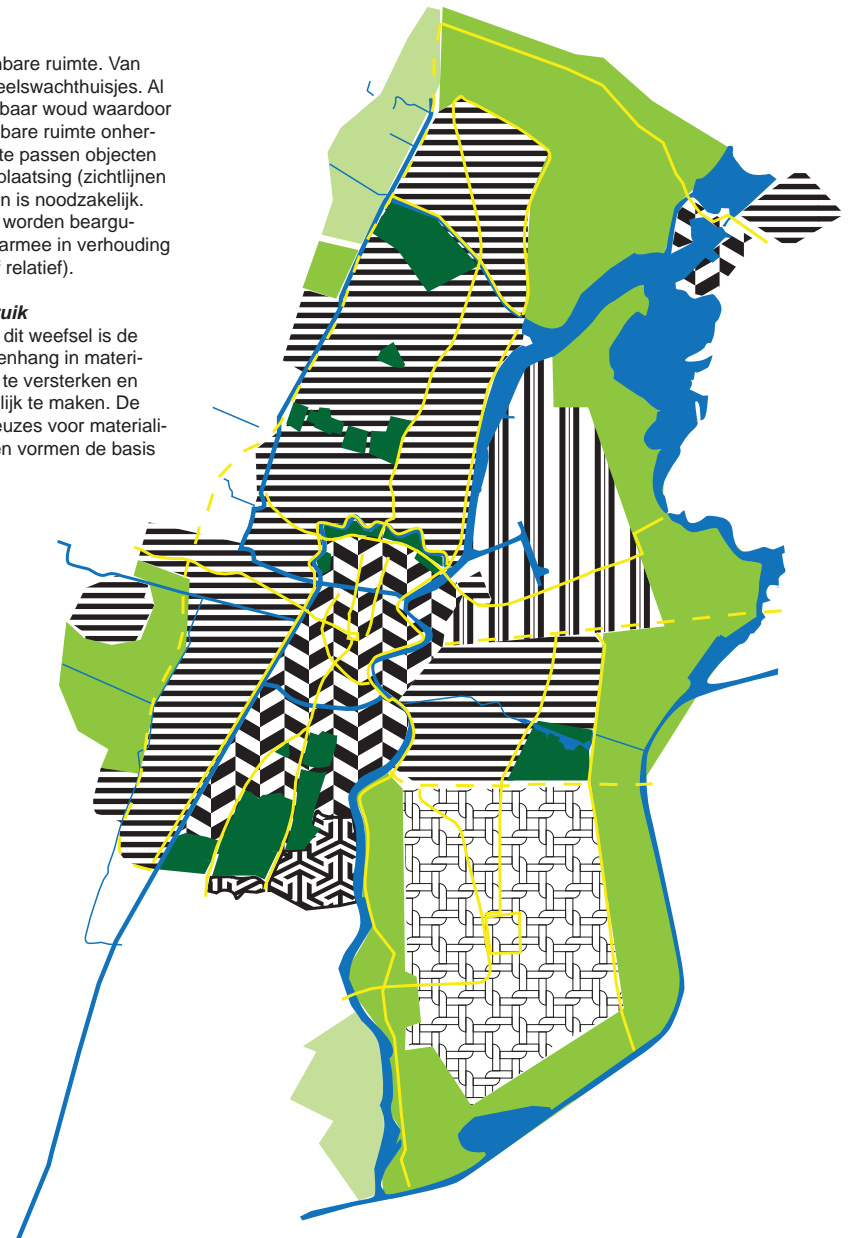 bare ruimte. Van
eelswachthuisjes. Al
baar woud waardoor
bare ruimte onher-
te passen objecten
plaatsing (zichtlijnen
n is noodzakelijk.
worden beargu-
armee in verhouding
f relatief).
uik
dit weefsel is de
enhang in materi-
te versterken en
lijk te maken. De
euzes voor materiali-
en vormen de basis